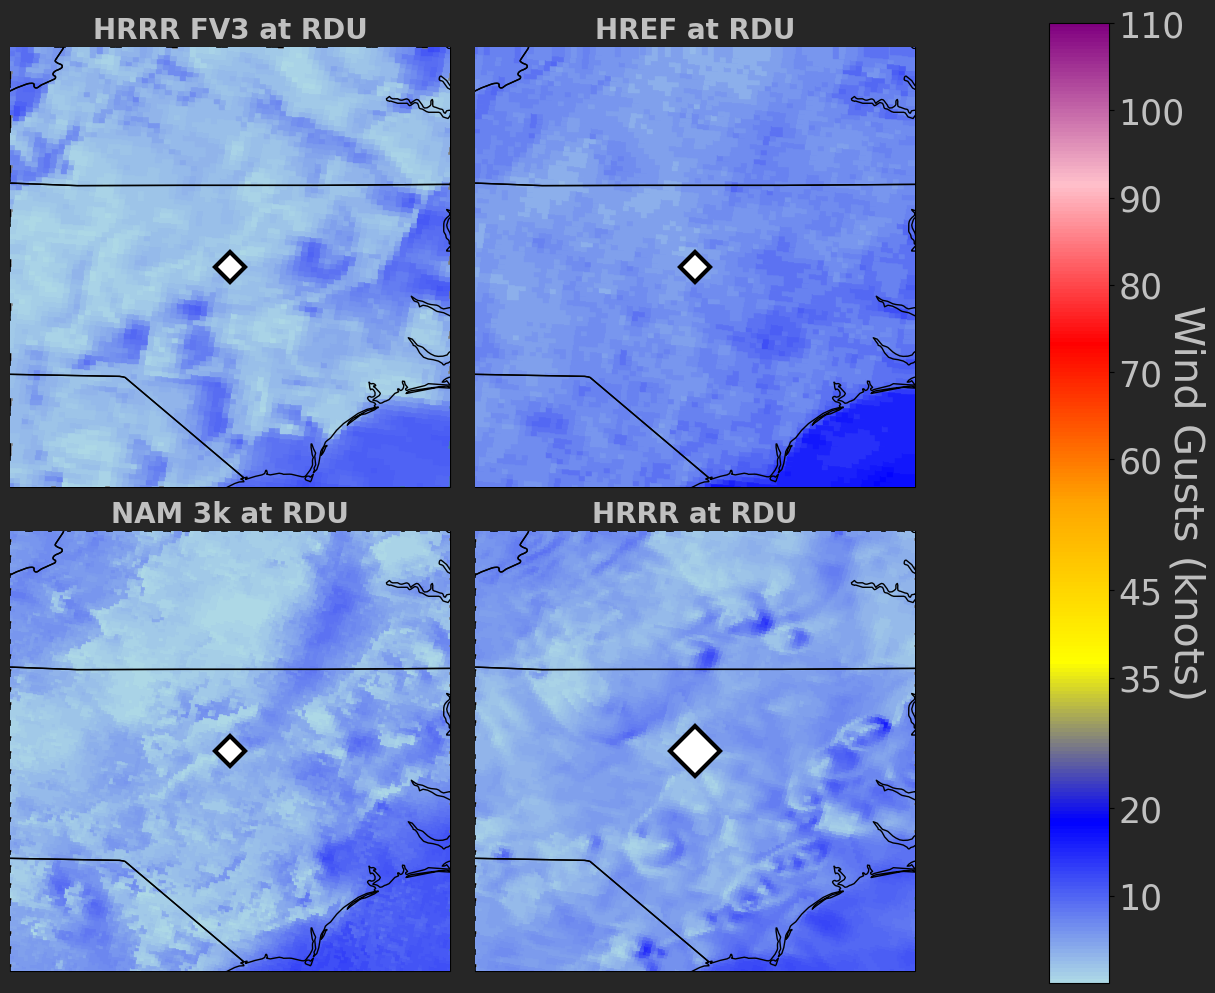 HRRR FV3 at RDU
HREF at RDU
NAM 3k at RDU
HRRR at RDU
110
100
90
80
70
60
45
35
20
10
Wind Gusts (knots)